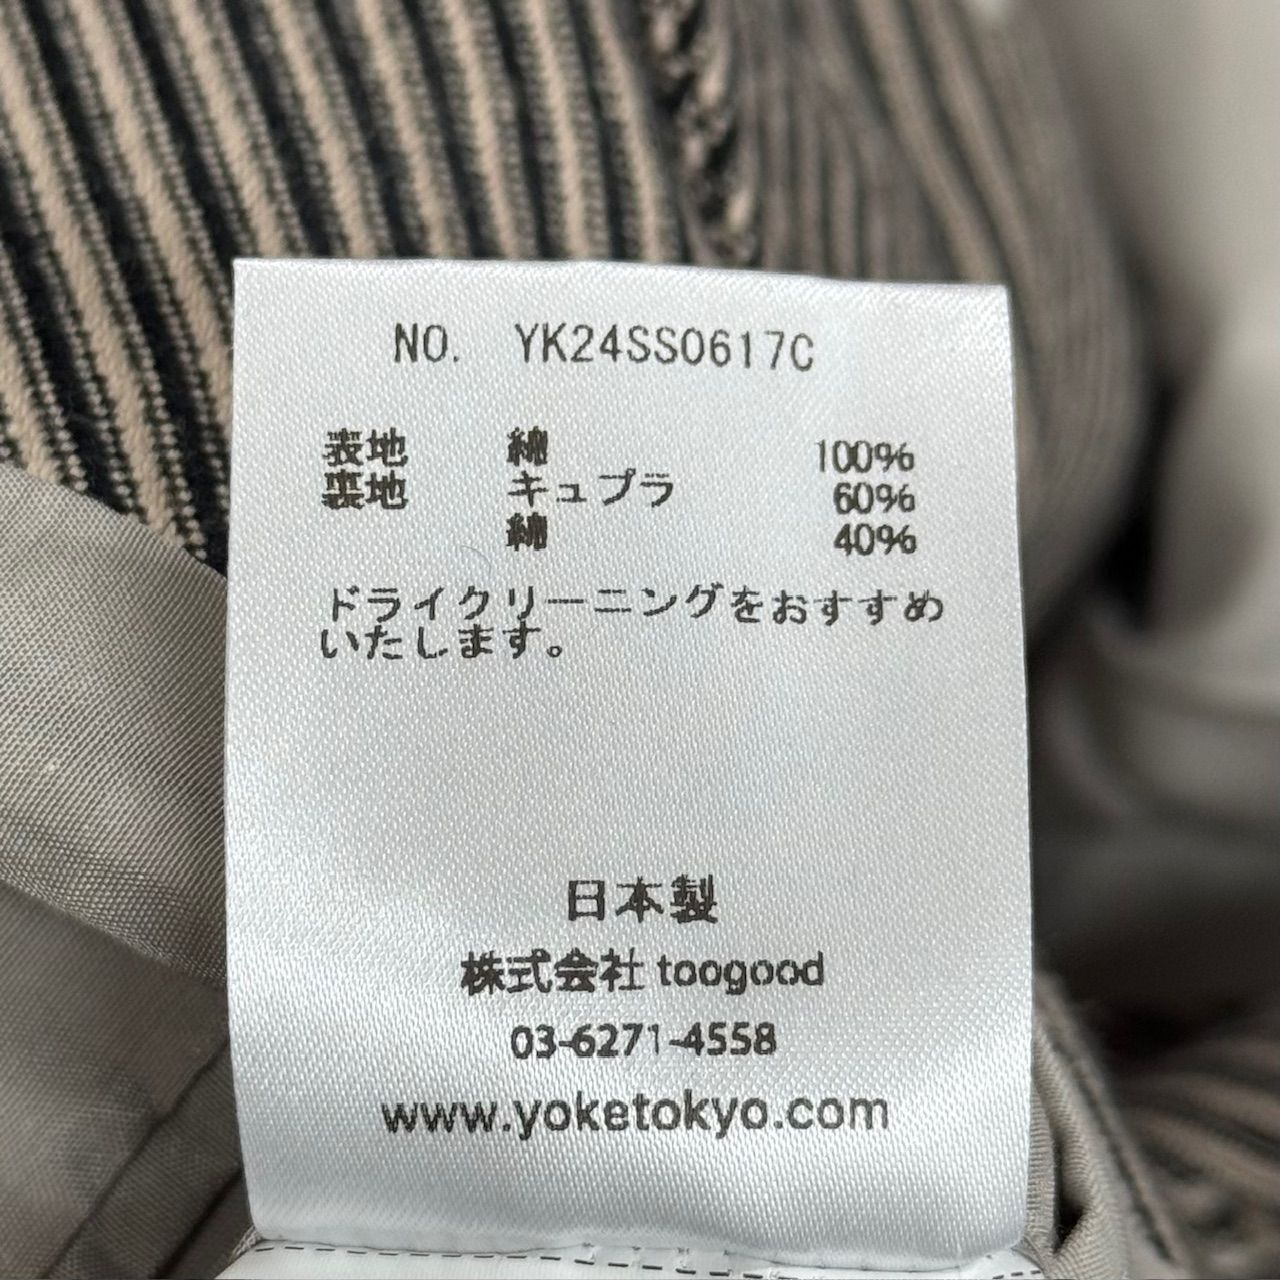 NO. YK24SS0617C
表地 綿 100%
裏地 キュプラ 60%
綿 40%
ドライクリーニングをおすすめ
いたします。
日本製
株式会社 toogood
03-6271-4558
www.yoketokyo.com